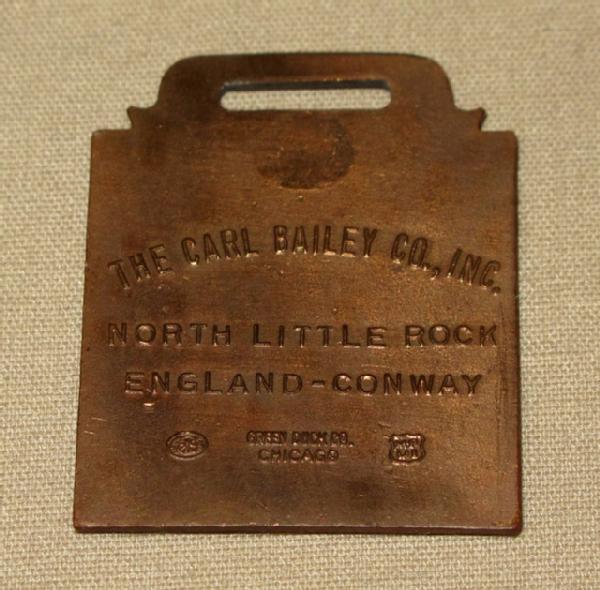 THE CARL BAILEY CO., INC.
NORTH LITTLE ROCK
ENGLAND-CONWAY
GREEN DUCK CO.
CHICAGO